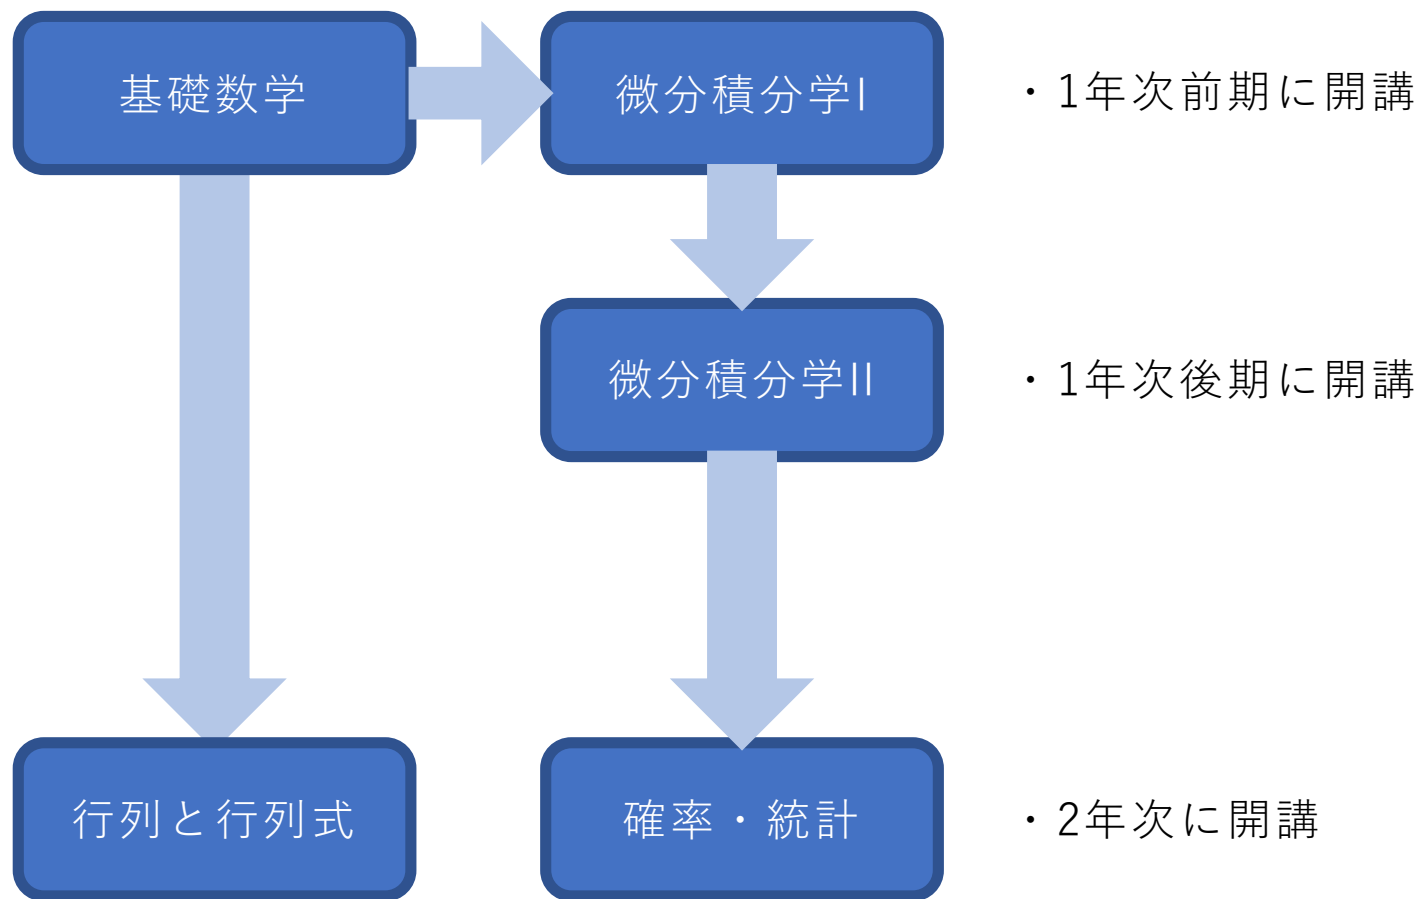 基礎数学
微分積分学I
・1年次前期に開講
微分積分学II
・1年次後期に開講
行列と行列式
確率・統計
・2年次に開講